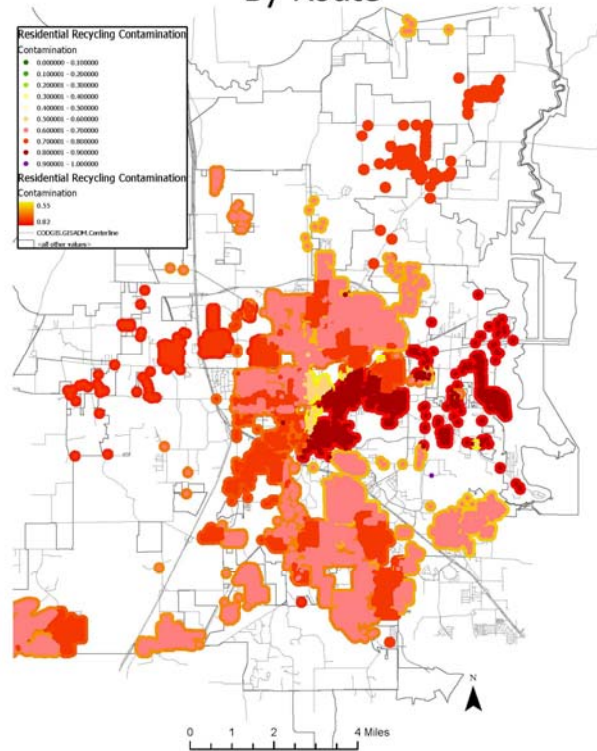 By Route
Residential Recycling Contamination
Contamination
0.000000 - 0.100000
0.100001 - 0.200000
0.200001 - 0.300000
0.300001 - 0.400000
0.400001 - 0.500000
0.500001 - 0.600000
0.600001 - 0.700000
0.700001 - 0.800000
0.800001 - 0.900000
0.900001 - 1.000000
Residential Recycling Contamination
Contamination
0.55
0.82
CODGIS.GISADM.Centerline
<all other values>
N
0 1 2 4 Miles